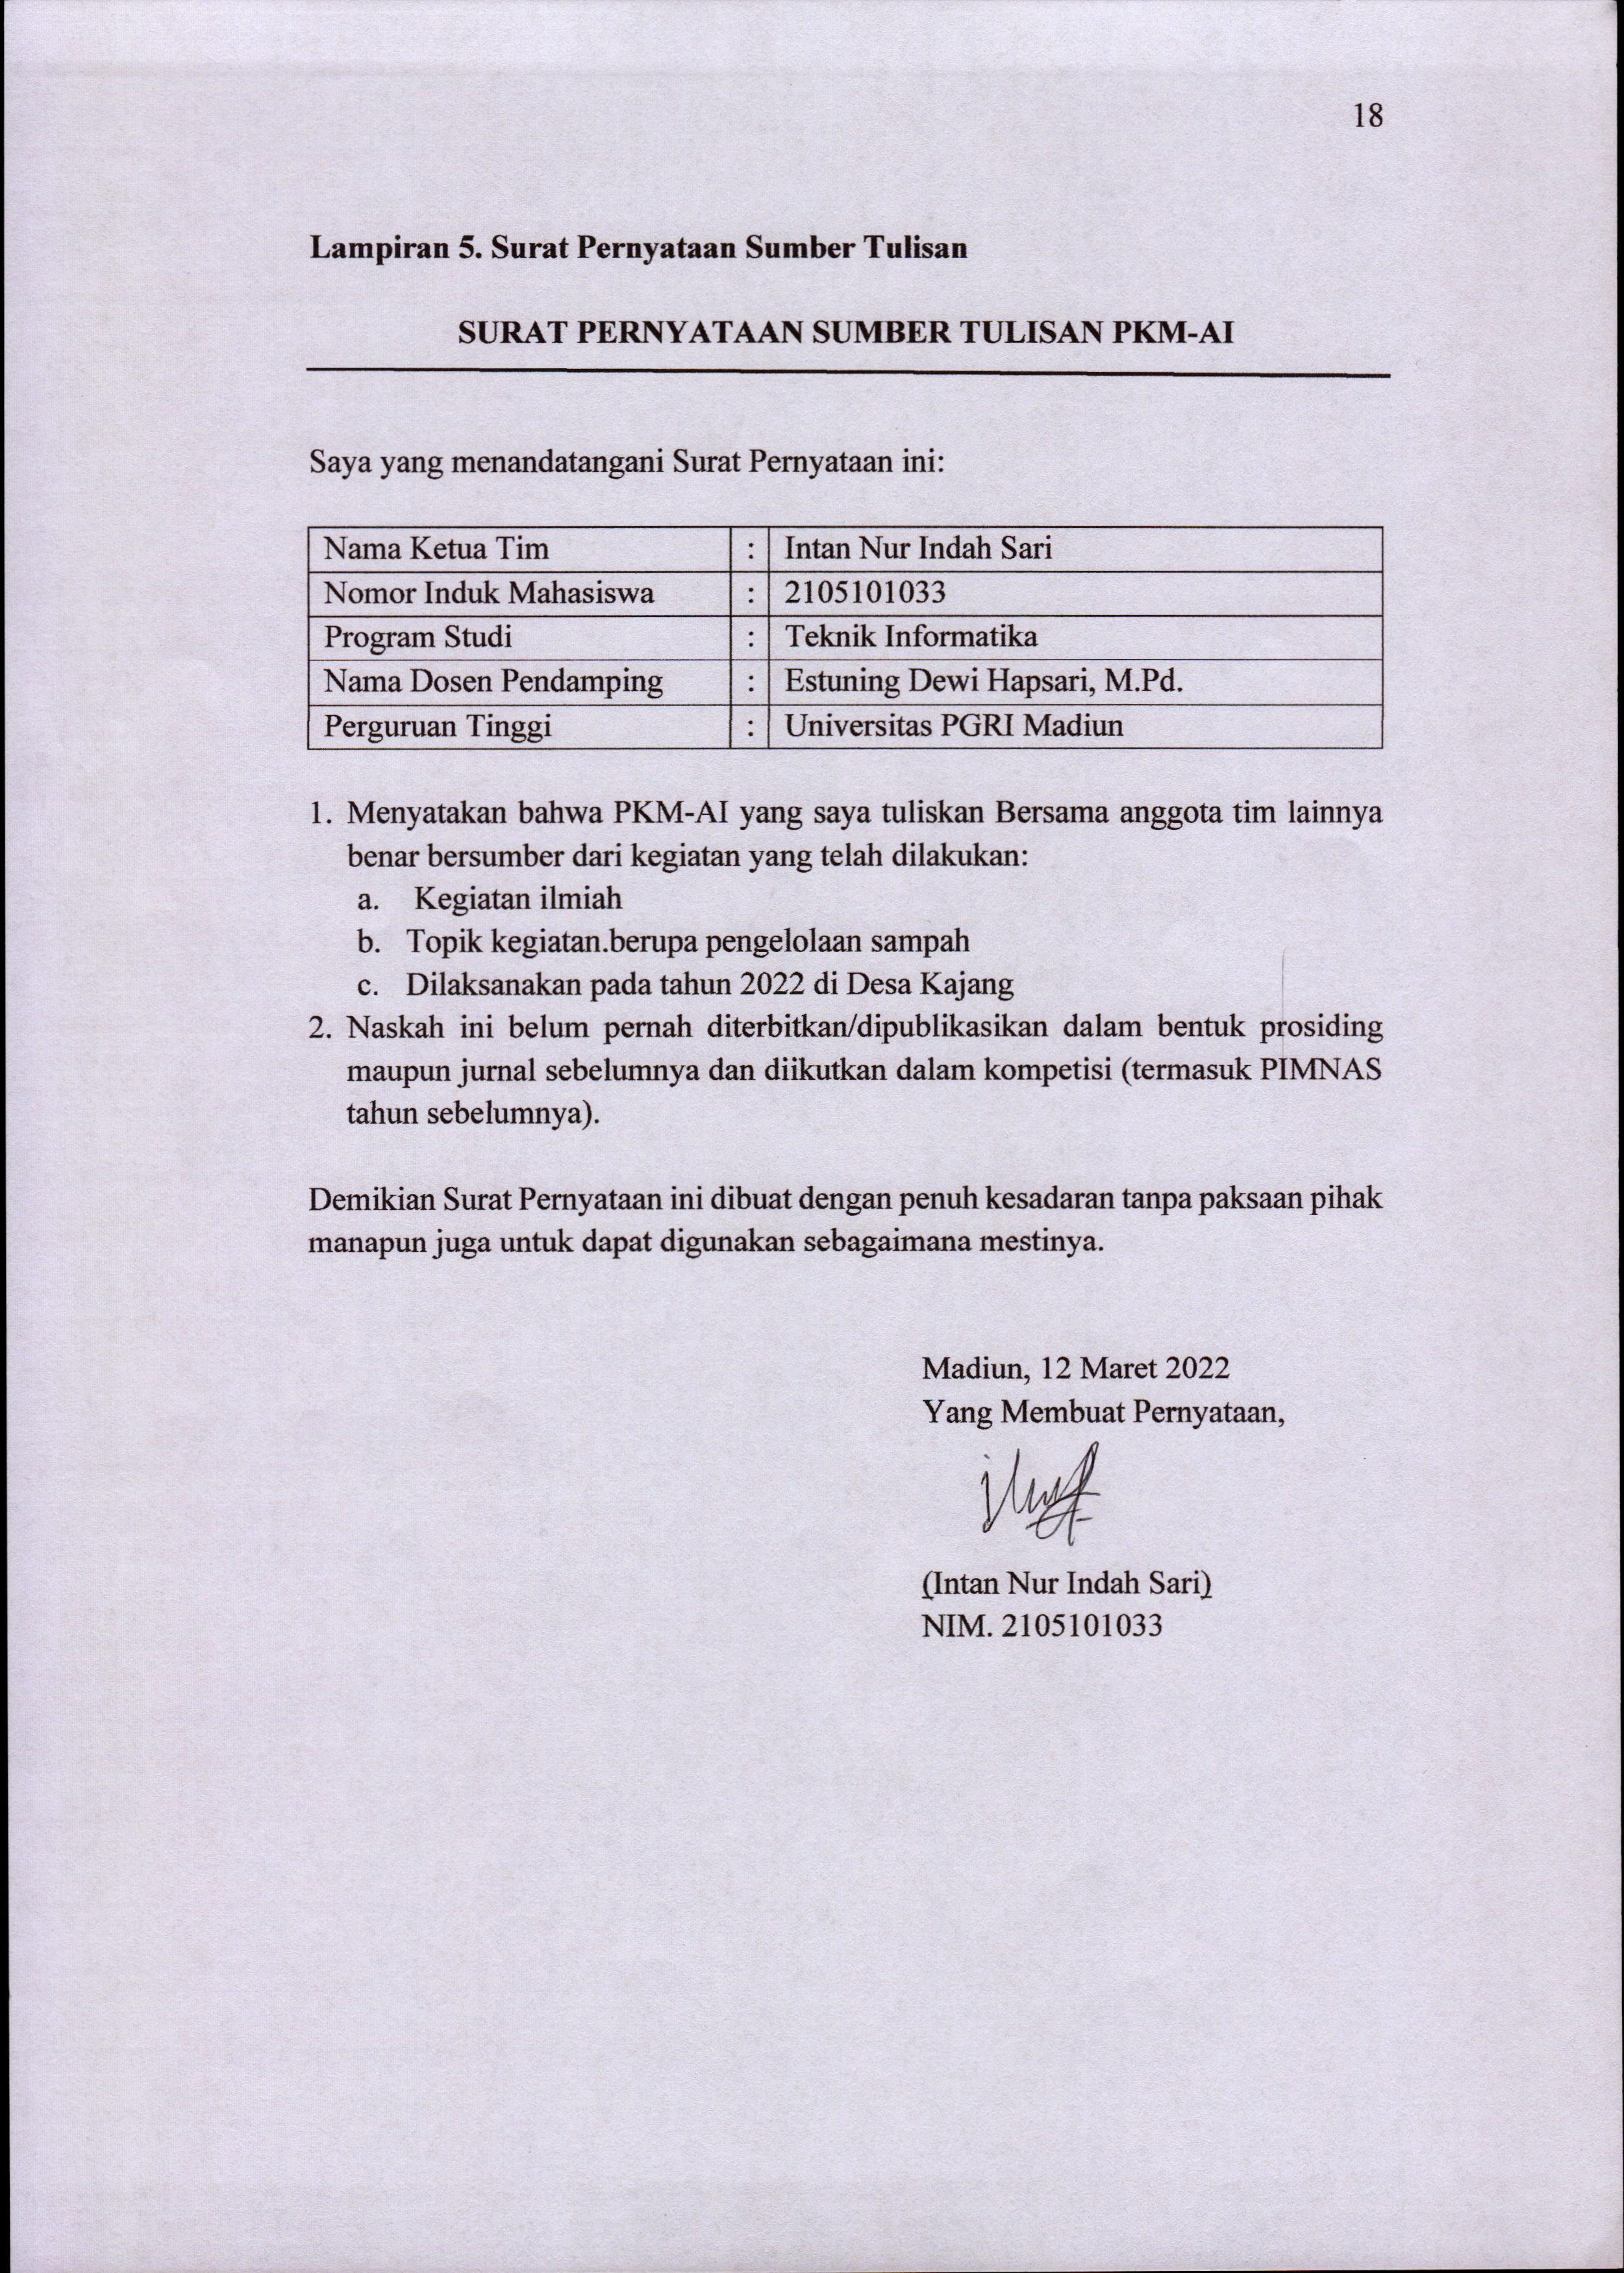 18
Lampiran 5. Surat Pernyataan Sumber Tulisan
SURAT PERNYATAAN SUMBER TULISAN PKM-AI
Saya yang menandatangani Surat Pernyataan ini:
Nama Ketua Tim : Intan Nur Indah Sari
Nomor Induk Mahasiswa : 2105101033
Program Studi : Teknik Informatika
Nama Dosen Pendamping : Estuning Dewi Hapsari, M.Pd.
Perguruan Tinggi : Universitas PGRI Madiun
1. Menyatakan bahwa PKM-AI yang saya tuliskan Bersama anggota tim lainnya
benar bersumber dari kegiatan yang telah dilakukan:
a. Kegiatan ilmiah
b. Topik kegiatan.berupa pengelolaan sampah
c. Dilaksanakan pada tahun 2022 di Desa Kajang
2. Naskah ini belum pernah diterbitkan/dipublikasikan dalam bentuk prosiding
maupun jurnal sebelumnya dan diikutkan dalam kompetisi (termasuk PIMNAS
tahun sebelumnya).
Demikian Surat Pernyataan ini dibuat dengan penuh kesadaran tanpa paksaan pihak
manapun juga untuk dapat digunakan sebagaimana mestinya.
Madiun, 12 Maret 2022
Yang Membuat Pernyataan,
(Intan Nur Indah Sari)
NIM. 2105101033